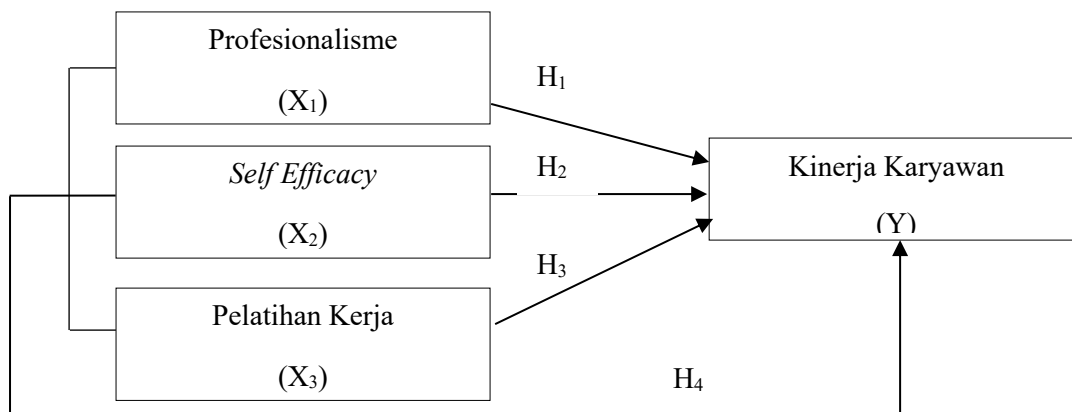 Profesionalisme
(X₁)
H₁
Self Efficacy
(X₂)
H₂
Kinerja Karyawan
(Y)
H₃
Pelatihan Kerja
(X₃)
H₄